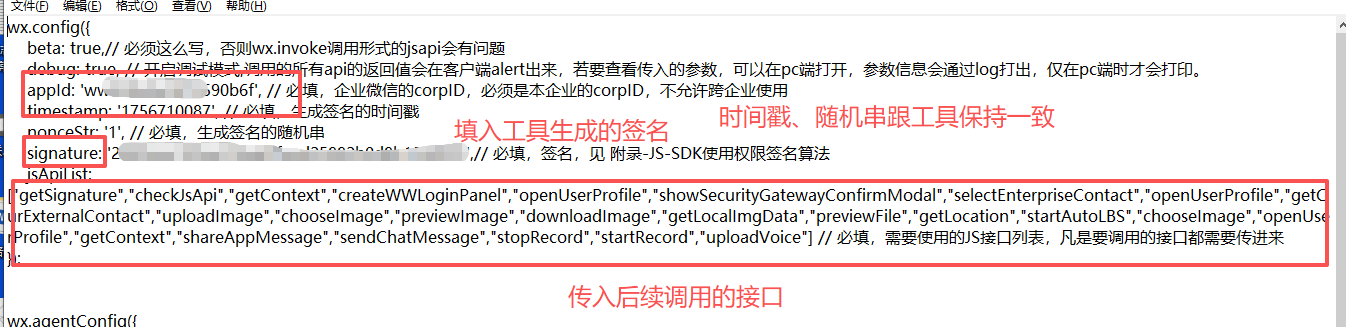 文件(F) 编辑(E) 格式(O) 查看(V) 帮助(H)
wx.config({
beta: true,// 必须这么写，否则wx.invoke调用形式的jsapi会有问题
debug: true, // 开启调试模式,调用的所有api的返回值会在客户端alert出来，若要查看传入的参数，可以在pc端打开，参数信息会通过log打出，仅在pc端时才会打印。
appId: 'ww 590b6f', // 必填，企业微信的corpID，必须是本企业的corpID，不允许跨企业使用
timestamp: '1756710087', // 必填，生成签名的时间戳
时间戳、随机串跟工具保持一致
nonceStr: '1', // 必填，生成签名的随机串
填入工具生成的签名
signature: '2 ',// 必填，签名，见 附录-JS-SDK使用权限签名算法
jsApiList:
["getSignature","checkJsApi","getContext","createWWLoginPanel","openUserProfile","showSecurityGatewayConfirmModal","selectEnterpriseContact","openUserProfile","getC
urExternalContact","uploadImage","chooseImage","previewImage","downloadImage","getLocalImgData","previewFile","getLocation","startAutoLBS","chooseImage","openUse
rProfile","getContext","shareAppMessage","sendChatMessage","stopRecord","startRecord","uploadVoice"] // 必填，需要使用的JS接口列表，凡是要调用的接口都需要传进来
});
传入后续调用的接口
wx.agentConfig({